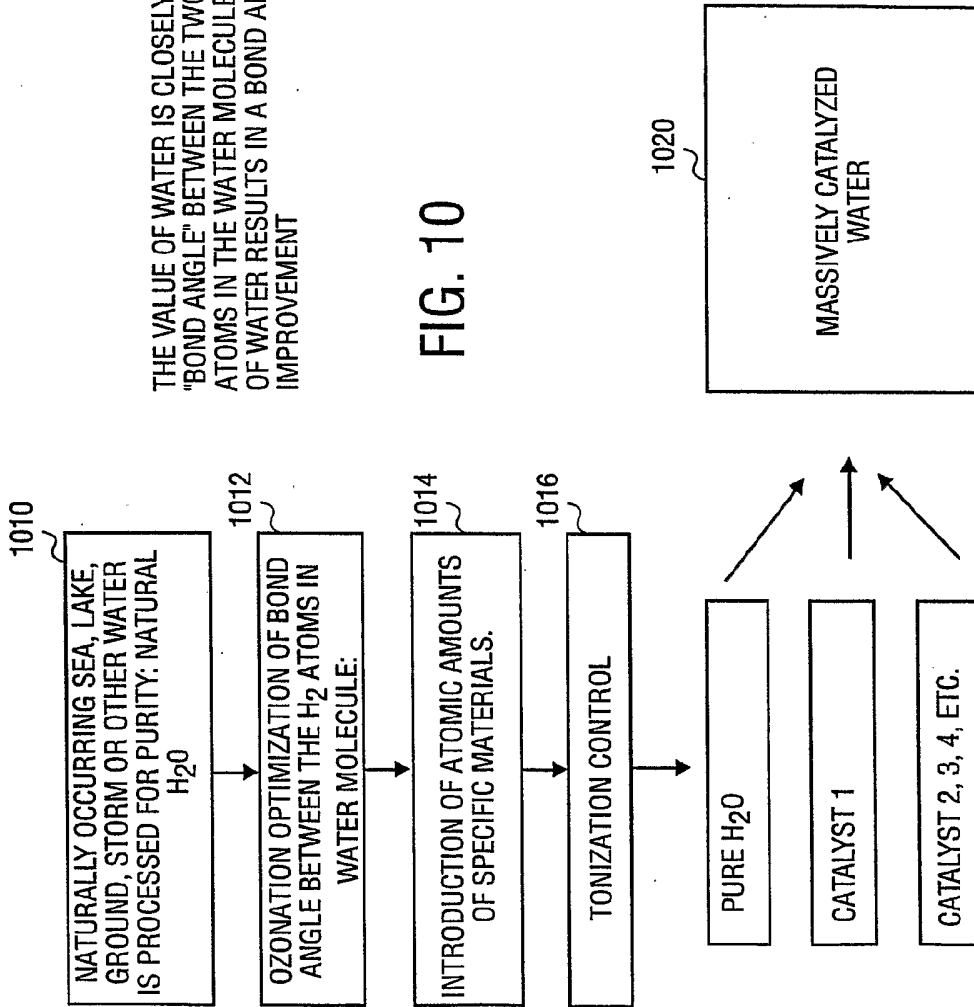 1010
NATURALLY OCCURRING SEA, LAKE,
GROUND, STORM OR OTHER WATER
IS PROCESSED FOR PURITY: NATURAL
H2O
1012
OZONATION OPTIMIZATION OF BOND
ANGLE BETWEEN THE H2 ATOMS IN
WATER MOLECULE:
1014
INTRODUCTION OF ATOMIC AMOUNTS
OF SPECIFIC MATERIALS.
1016
TONIZATION CONTROL
PURE H2O
CATALYST 1
CATALYST 2, 3, 4, ETC.
THE VALUE OF WATER IS CLOSELY
"BOND ANGLE" BETWEEN THE TWO
ATOMS IN THE WATER MOLECULE
OF WATER RESULTS IN A BOND
IMPROVEMENT
FIG. 10
1020
MASSIVELY CATALYZED
WATER